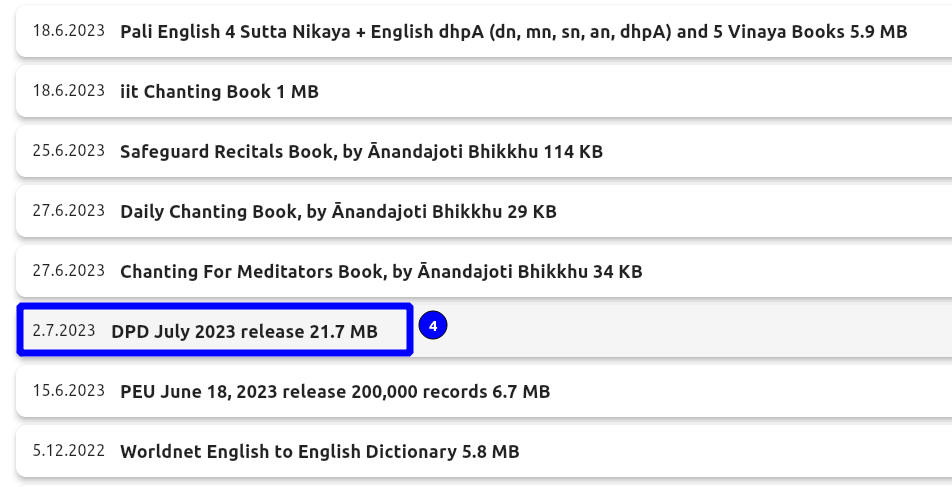 18.6.2023 Pali English 4 Sutta Nikaya + English dhpA (dn, mn, sn, an, dhpA) and 5 Vinaya Books 5.9 MB
18.6.2023 iit Chanting Book 1 MB
25.6.2023 Safeguard Recitals Book, by Ānandajoti Bhikkhu 114 KB
27.6.2023 Daily Chanting Book, by Ānandajoti Bhikkhu 29 KB
27.6.2023 Chanting For Meditators Book, by Ānandajoti Bhikkhu 34 KB
2.7.2023 DPD July 2023 release 21.7 MB 4
15.6.2023 PEU June 18, 2023 release 200,000 records 6.7 MB
5.12.2022 Worldnet English to English Dictionary 5.8 MB